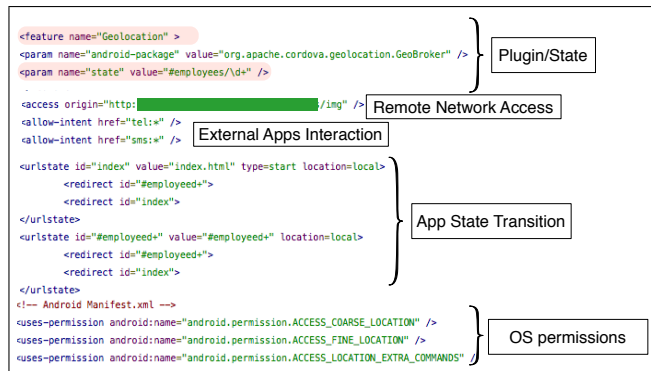 <feature name="Geolocation" >
<param name="android-package" value="org.apache.cordova.geolocation.GeoBroker" />
<param name="state" value="#employees/\d+" />
Plugin/State
<access origin="http: /img" />
Remote Network Access
<allow-intent href="tel:*" />
<allow-intent href="sms:*" />
External Apps Interaction
<urlstate id="index" value="index.html" type=start location=local>
<redirect id="#employeed+">
<redirect id="index">
</urlstate>
<urlstate id="#employeed+" value="#employeed+" location=local>
<redirect id="#employeed+">
<redirect id="index">
</urlstate>
App State Transition
<!-- Android Manifest.xml -->
<uses-permission android:name="android.permission.ACCESS_COARSE_LOCATION" />
<uses-permission android:name="android.permission.ACCESS_FINE_LOCATION" />
<uses-permission android:name="android.permission.ACCESS_LOCATION_EXTRA_COMMANDS" /
OS permissions